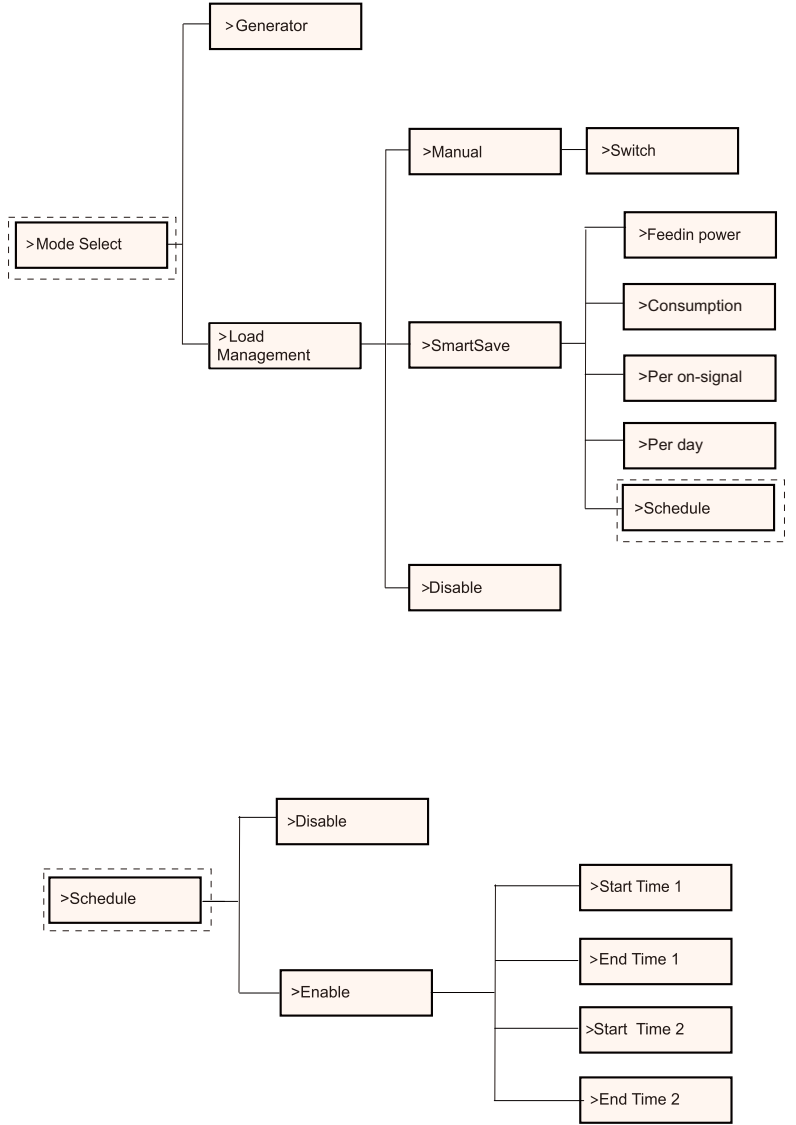 >Generator
>Manual
>Switch
>Mode Select
>Feedin power
>Consumption
>Load
Management
>SmartSave
>Per on-signal
>Per day
>Schedule
>Disable
>Disable
>Schedule
>Start Time 1
>End Time 1
>Enable
>Start Time 2
>End Time 2